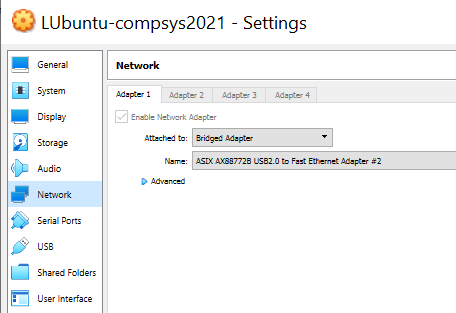 LUbuntu-compsys2021 - Settings
General
System
Display
Storage
Audio
Network
Serial Ports
USB
Shared Folders
User Interface
Network
Adapter 1 Adapter 2 Adapter 3 Adapter 4
Enable Network Adapter
Attached to: Bridged Adapter
Name: ASIX AX88772B USB2.0 to Fast Ethernet Adapter #2
Advanced